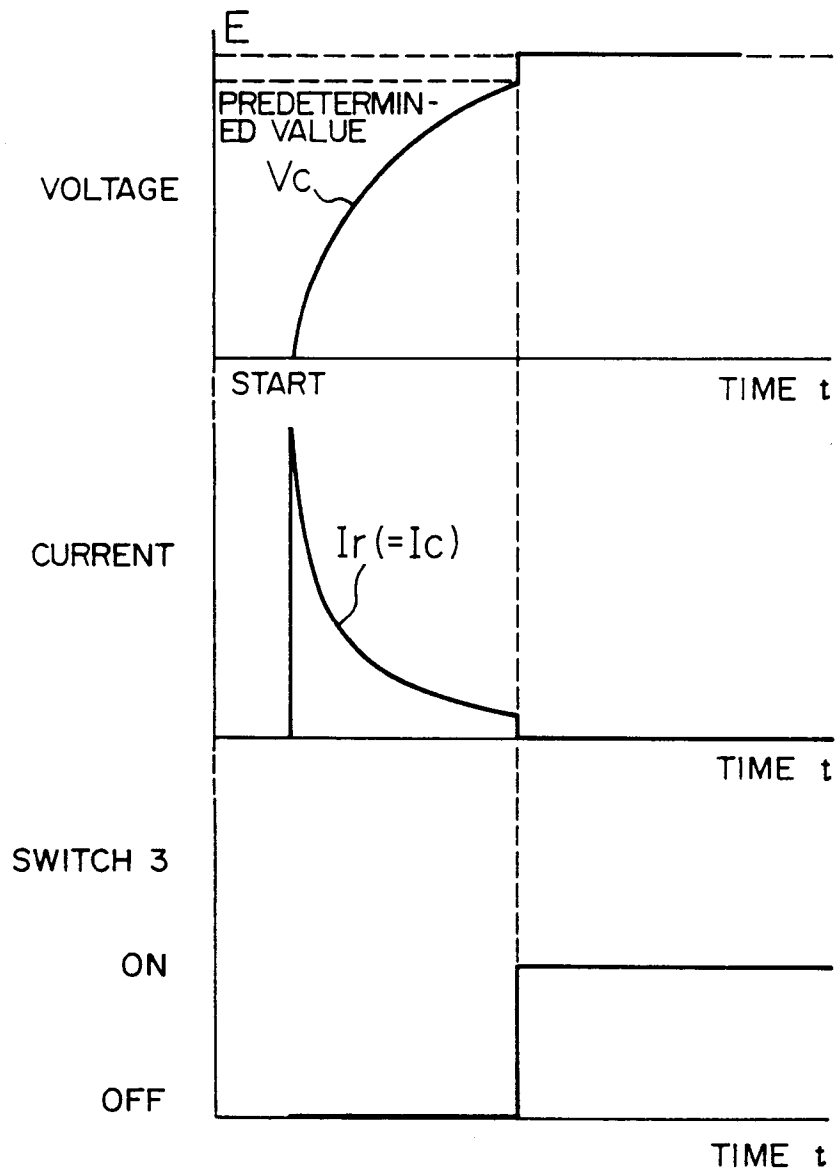 E
PREDETERMIN-
ED VALUE
Vc
VOLTAGE
START
TIME t
Ir (=Ic)
CURRENT
TIME t
SWITCH 3
ON
OFF
TIME t